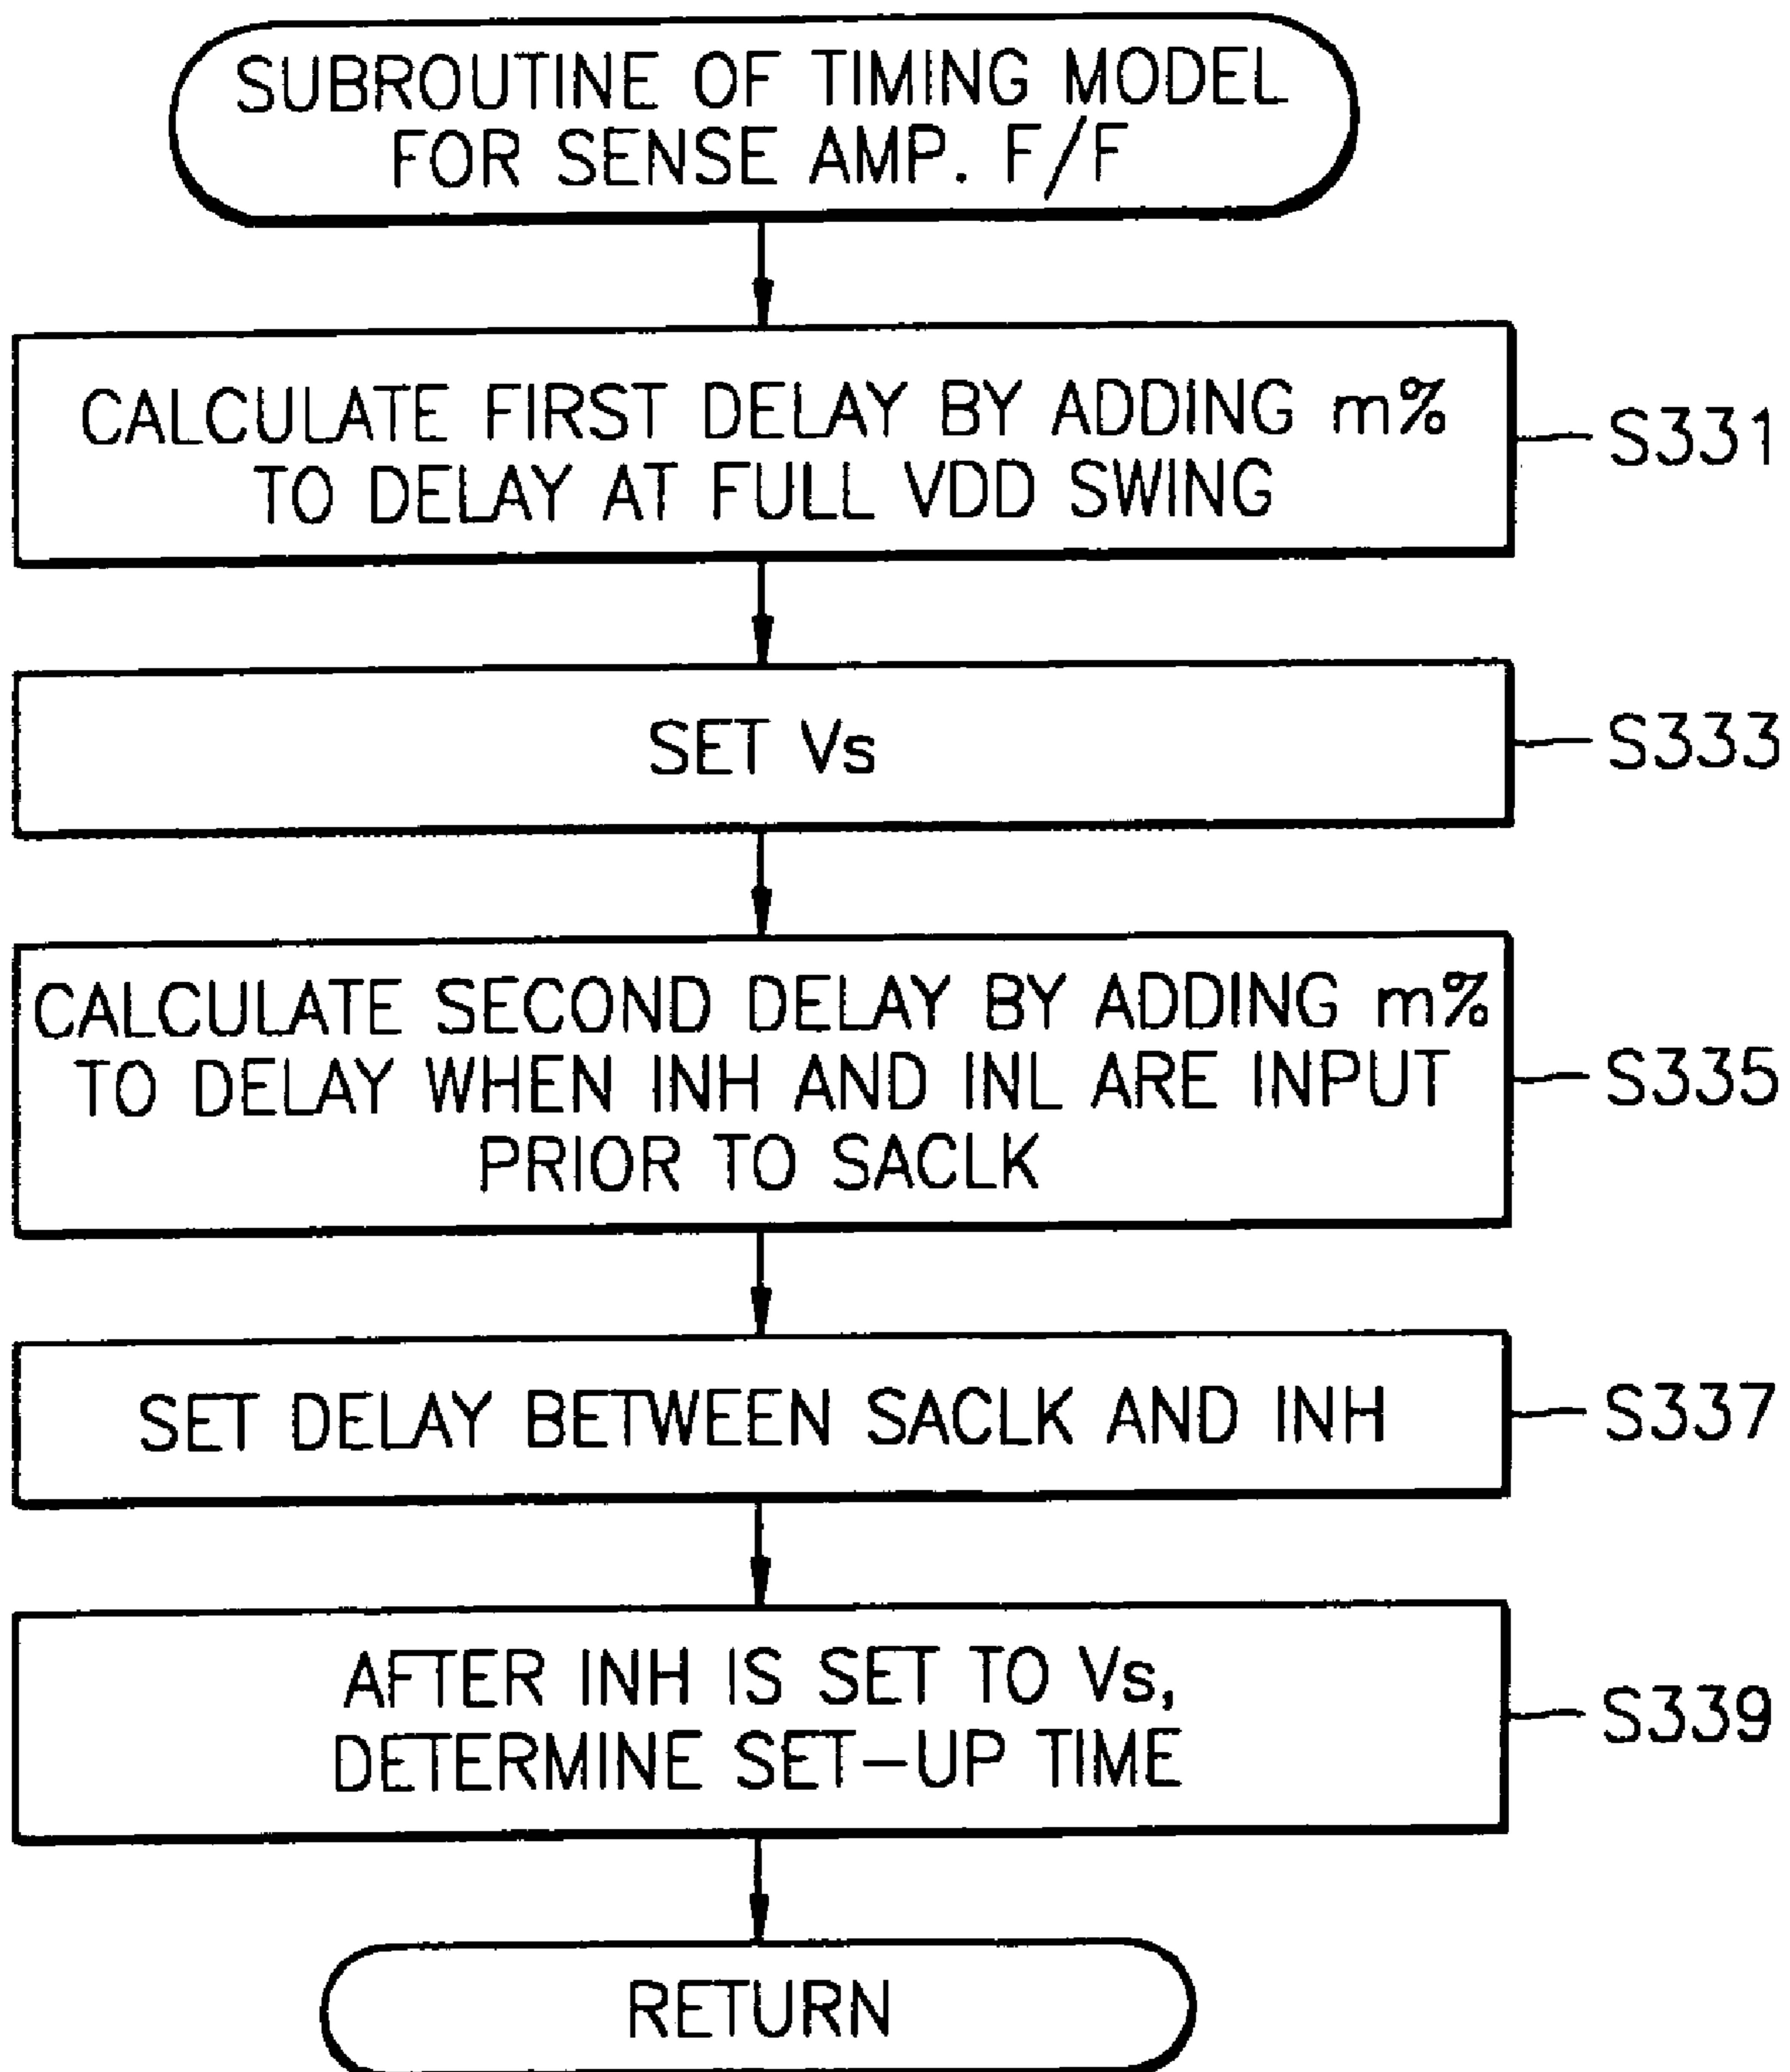 SUBROUTINE OF TIMING MODEL
FOR SENSE AMP. F/F
CALCULATE FIRST DELAY BY ADDING m%
TO DELAY AT FULL VDD SWING
S331
SET Vs
S333
CALCULATE SECOND DELAY BY ADDING m%
TO DELAY WHEN INH AND INL ARE INPUT
PRIOR TO SACLK
S335
SET DELAY BETWEEN SACLK AND INH
S337
AFTER INH IS SET TO Vs,
DETERMINE SET-UP TIME
S339
RETURN